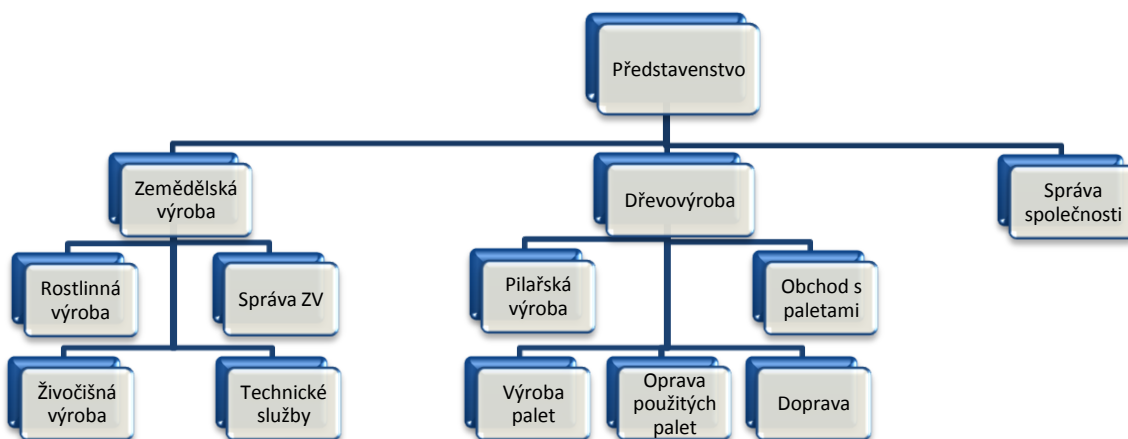 Představenstvo
Zemědělská
výroba
Dřevovýroba
Správa
společnosti
Rostlinná
výroba
Správa ZV
Pilařská
výroba
Obchod s
paletami
Živočišná
výroba
Technické
služby
Výroba
palet
Oprava
použitých
palet
Doprava